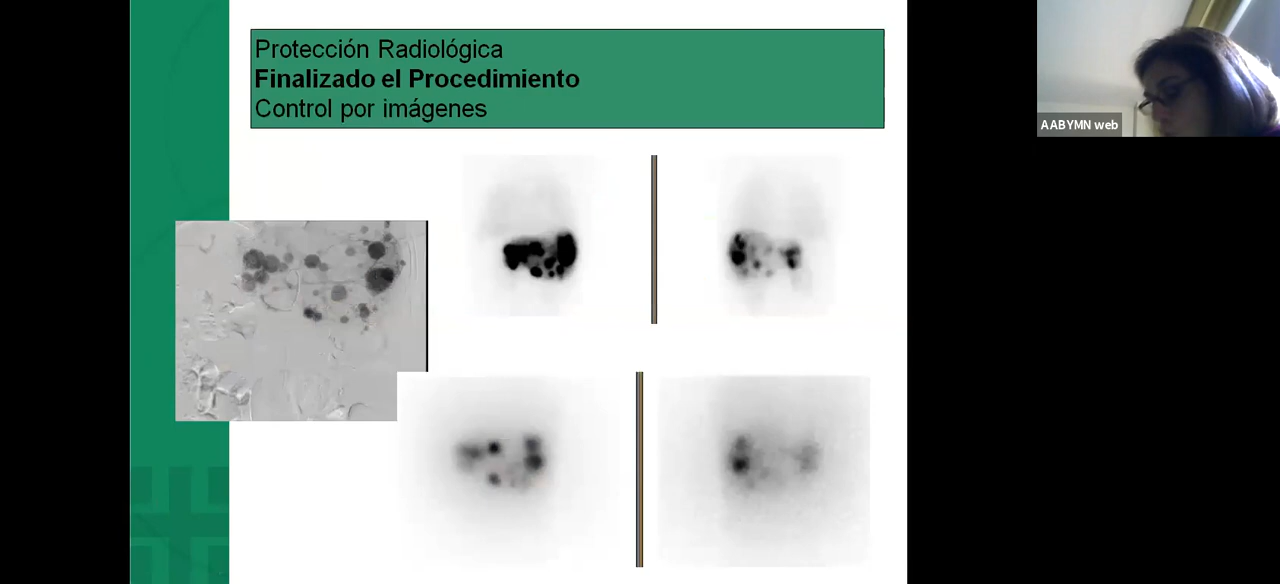 Protección Radiológica
Finalizado el Procedimiento
Control por imágenes
AABYMN web